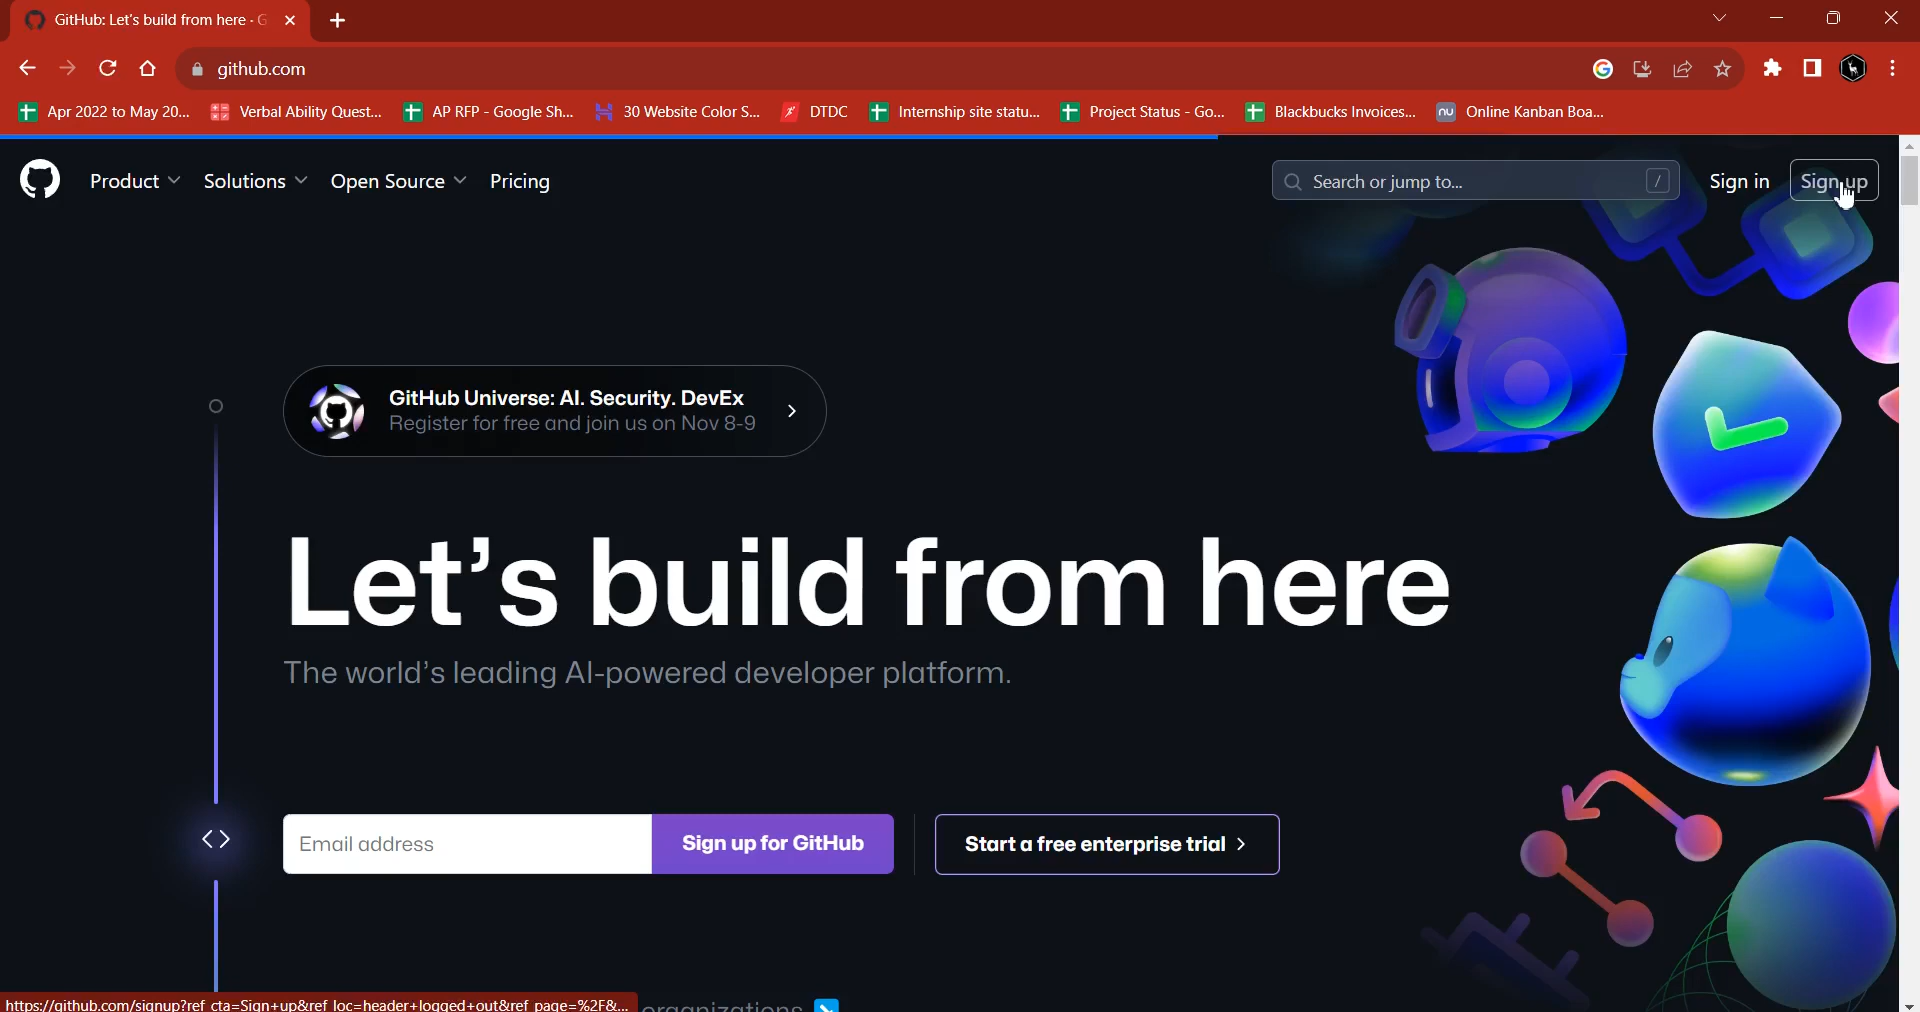 GitHub: Let's build from here · G
github.com
Apr 2022 to May 20...
Verbal Ability Quest...
AP RFP - Google Sh...
30 Website Color S...
DTDC
Internship site statu...
Project Status - Go...
Blackbucks Invoices...
nu
Online Kanban Boa...
Product
Solutions
Open Source
Pricing
Search or jump to...
/
Sign in
Sign up
GitHub Universe: AI. Security. DevEx
Register for free and join us on Nov 8-9
Let's build from here
The world's leading AI-powered developer platform.
Email address
Sign up for GitHub
Start a free enterprise trial
https://github.com/signup?ref_cta=Sign+up&ref_loc=header+logged+out&ref_page=%2F&...
organizations